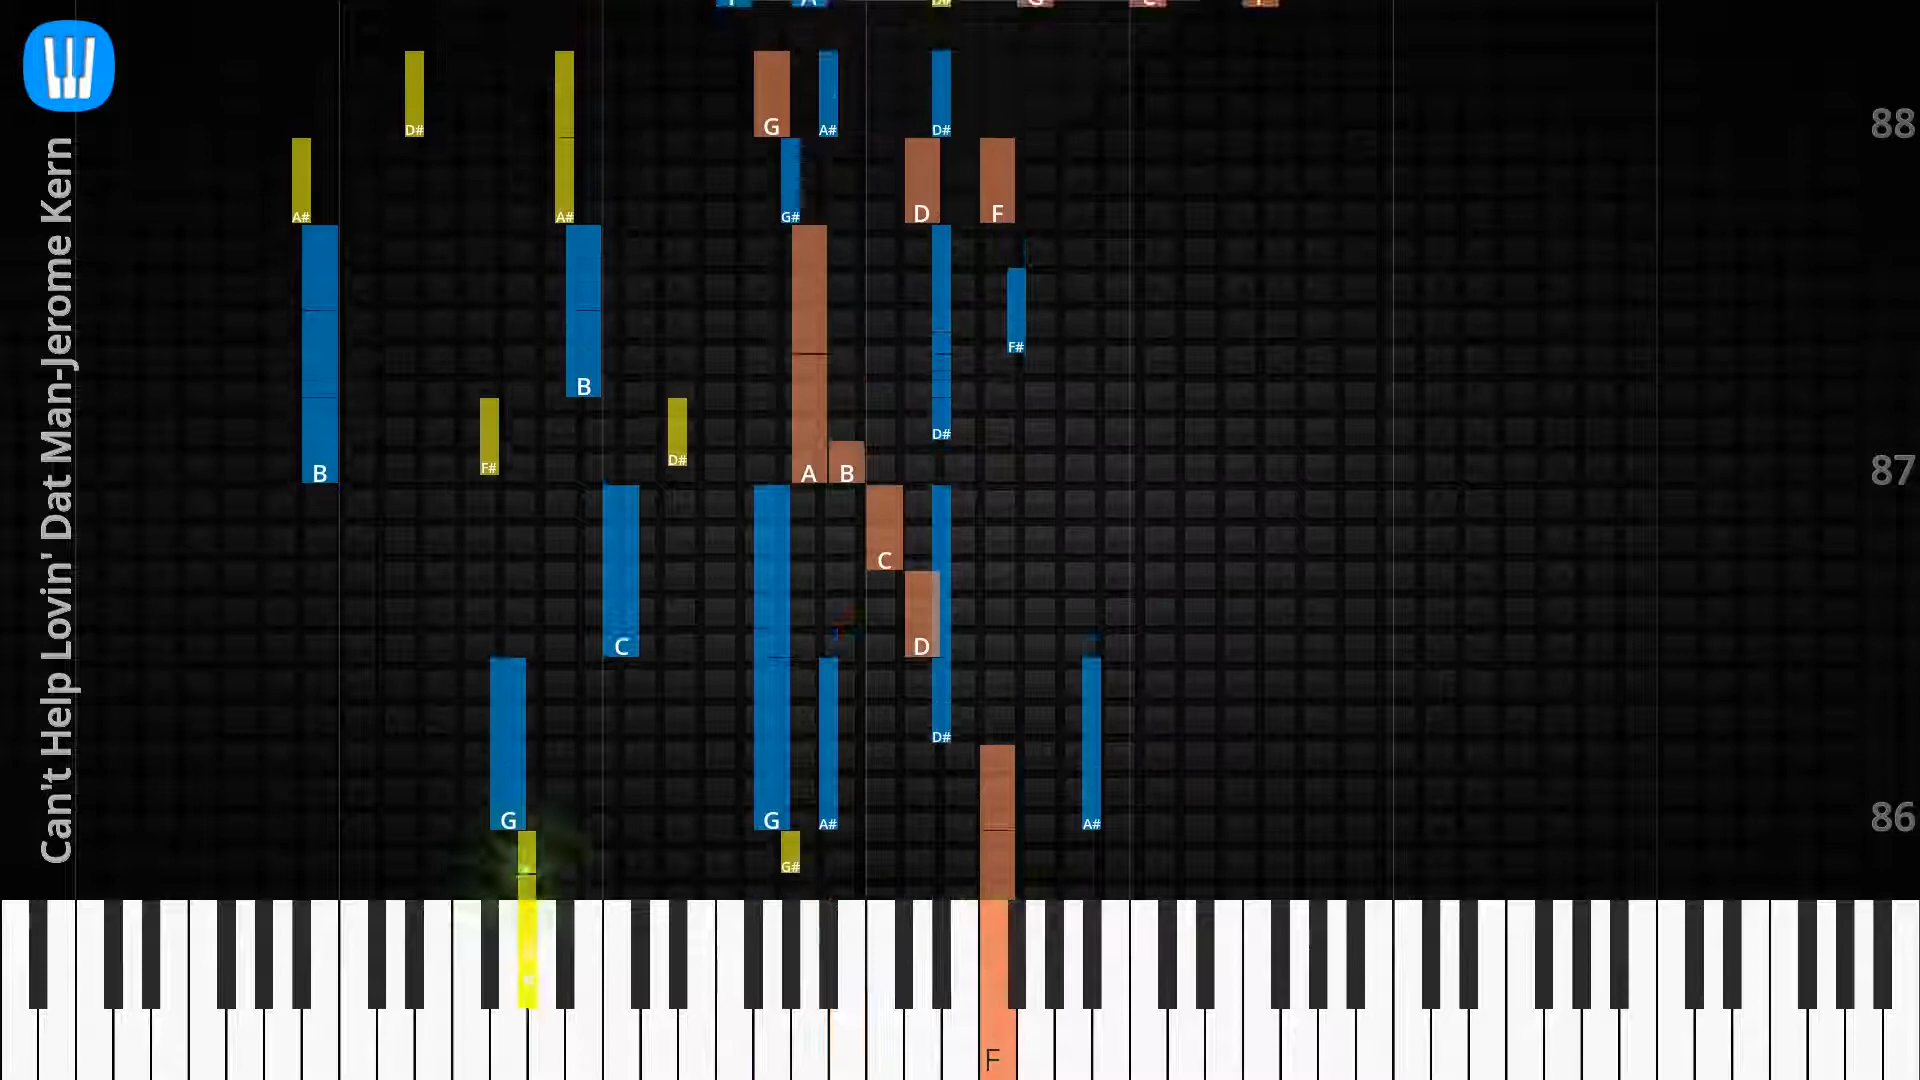 Can't Help Lovin' Dat Man-Jerome Kern
G
D# G A# D#
88
A# A# G# D F
F#
B
D#
F# D# B A B
87
C
C D
D#
G G A# A#
86
G#
F